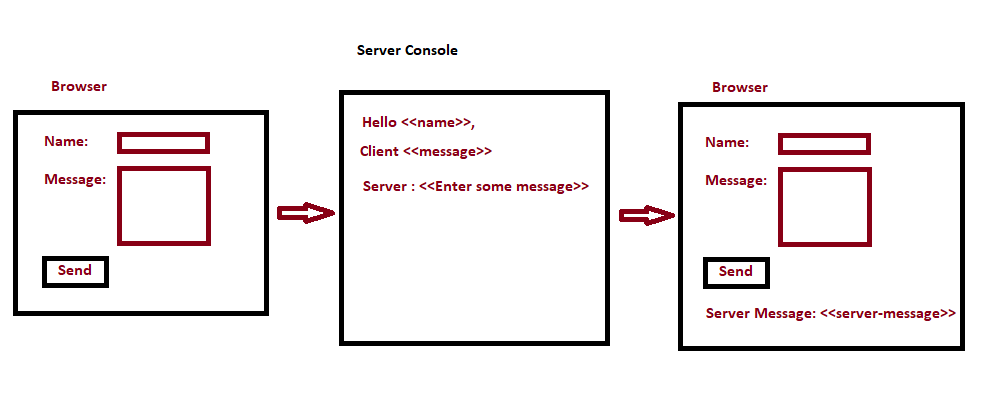 Server Console
Browser
Name:
Message:
Send
Hello <<name>>,
Client <<message>>
Server : <<Enter some message>>
Browser
Name:
Message:
Send
Server Message: <<server-message>>